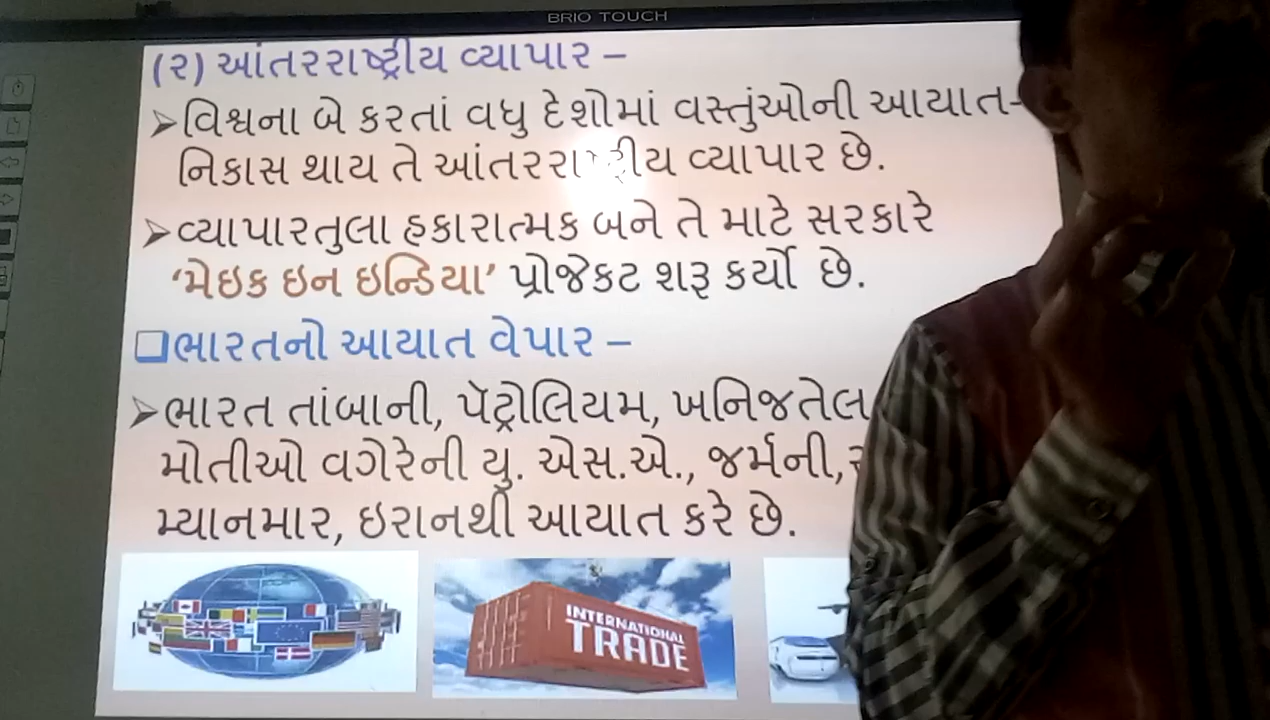 BRIO TOUCH
(૨) આંતરરાષ્ટ્રીય વ્યાપાર –
➢વિશ્વના બે કરતાં વધુ દેશોમાં વસ્તુંઓની આયાત-
નિકાસ થાય તે આંતરરાષ્ટ્રીય વ્યાપાર છે.
➢વ્યાપારતુલા હકારાત્મક બને તે માટે સરકારે
‘મેઇક ઇન ઇન્ડિયા’ પ્રોજેકટ શરૂ કર્યો છે.
❑ભારતનો આયાત વેપાર –
➢ભારત તાંબાની, પૅટ્રોલિયમ, ખનિજતેલ
મોતીઓ વગેરેની યુ. એસ.એ., જર્મની,
મ્યાનમાર, ઇરાનથી આયાત કરે છે.
INTERNATIONAL
TRADE